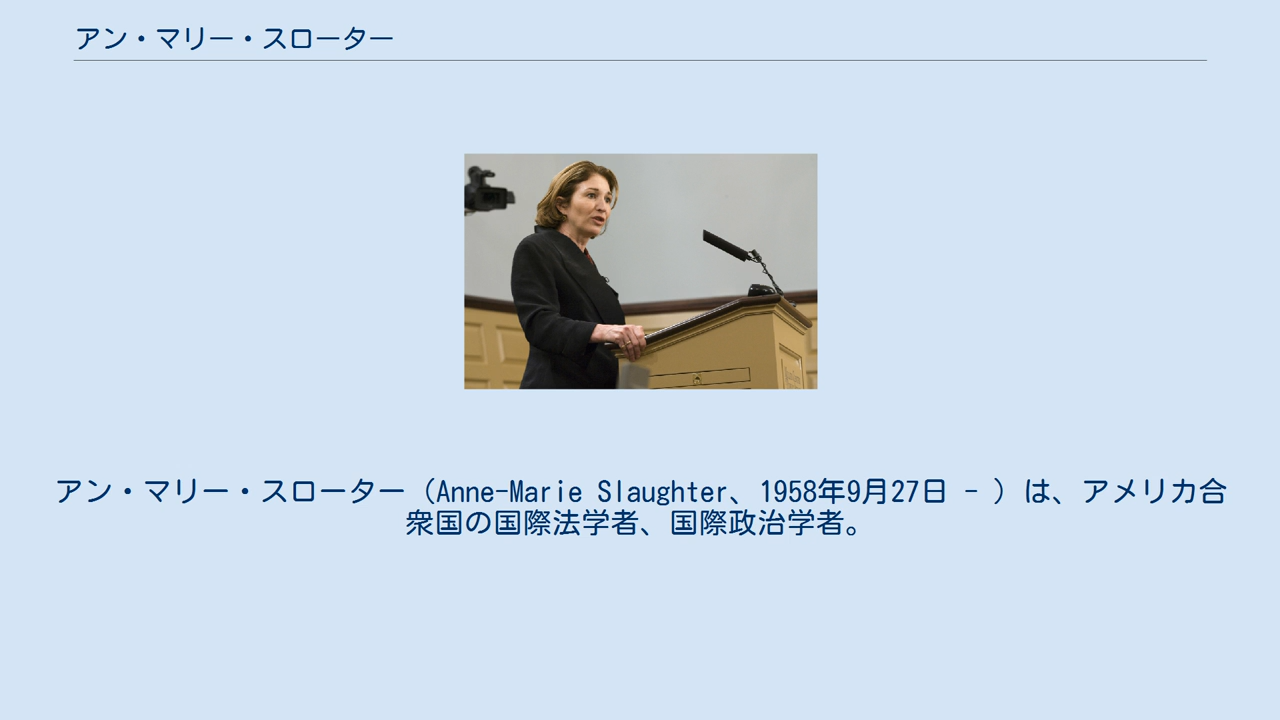 アン・マリー・スローター
アン・マリー・スローター（Anne-Marie Slaughter、1958年9月27日 - ）は、アメリカ合
衆国の国際法学者、国際政治学者。